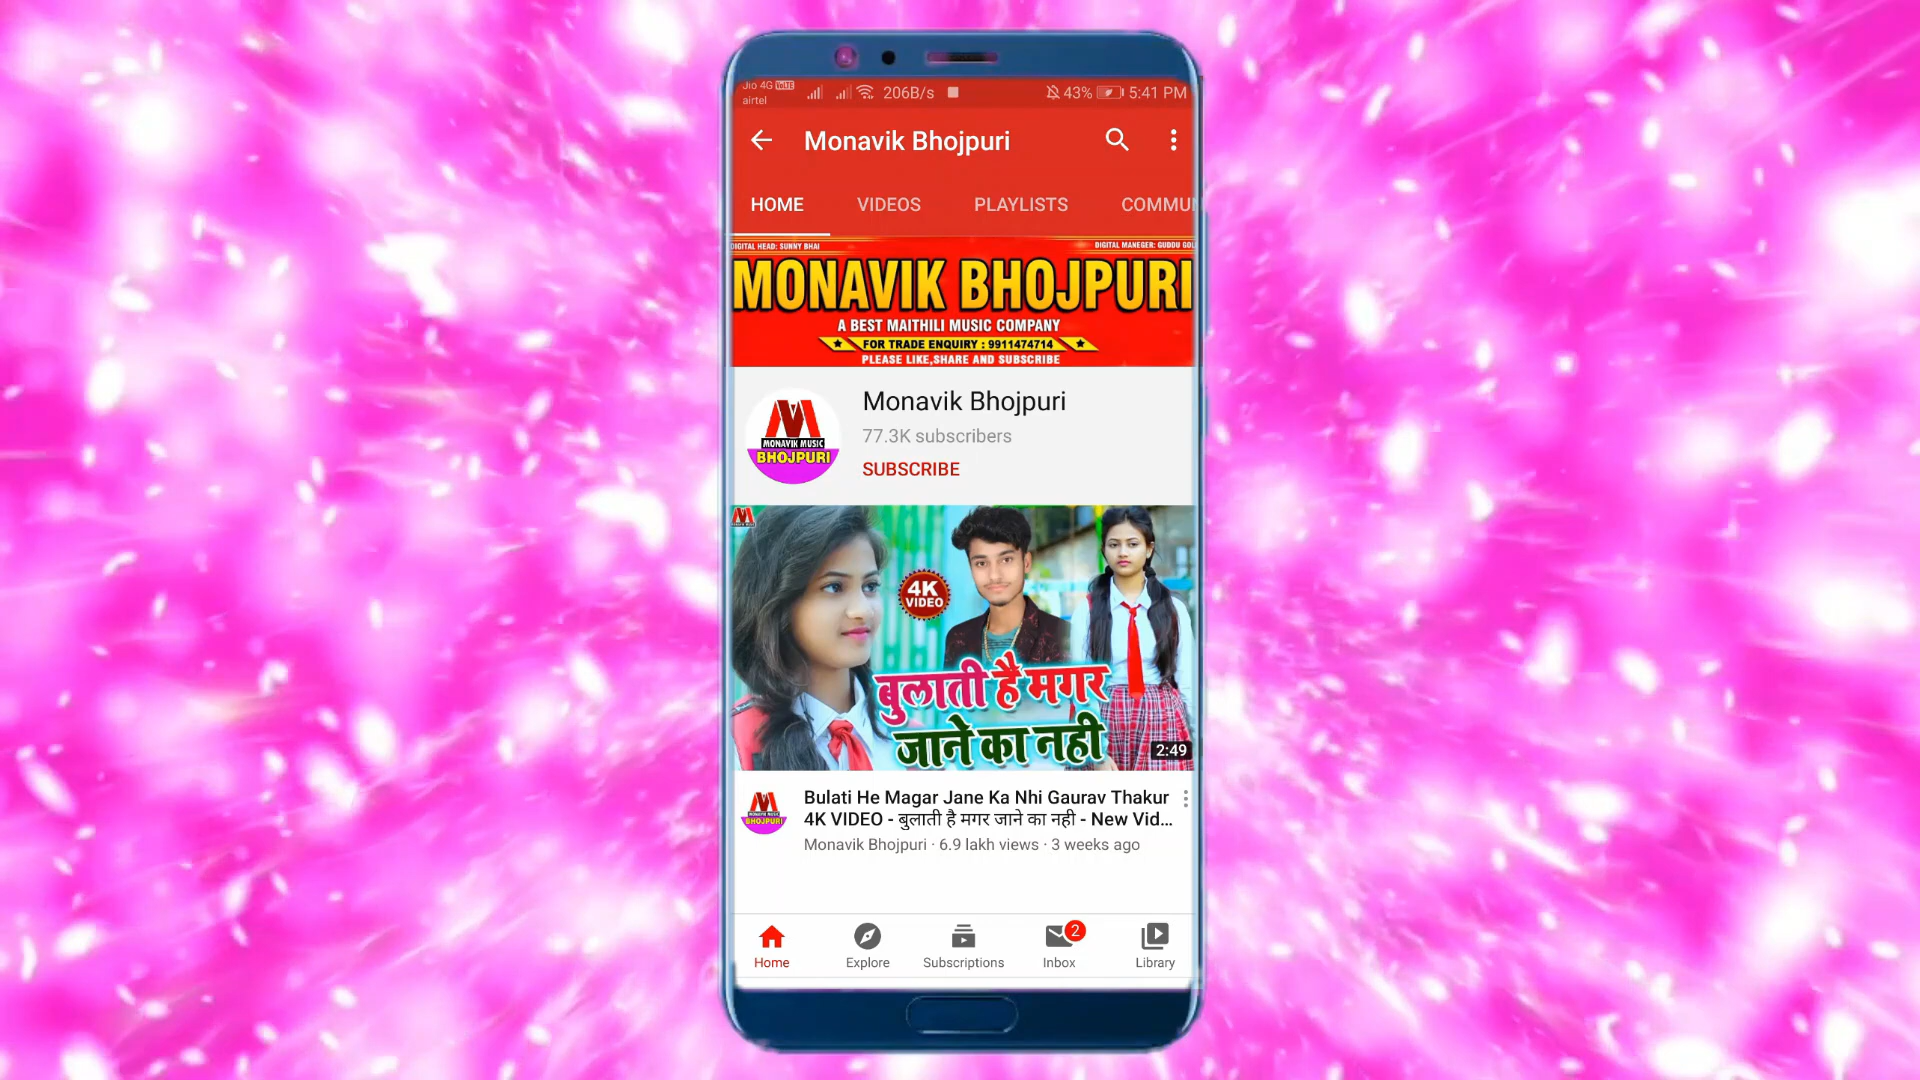 Jio 4G VoLTE
airtel
206B/s
43%
5:41 PM
Monavik Bhojpuri
HOME
VIDEOS
PLAYLISTS
COMMUN
DIGITAL HEAD: SUNNY BHAI
DIGITAL MANEGER: GUDDU GOL
MONAVIK BHOJPURI
A BEST MAITHILI MUSIC COMPANY
FOR TRADE ENQUIRY : 9911474714
PLEASE LIKE,SHARE AND SUBSCRIBE
MONAVIK MUSIC
BHOJPURI
Monavik Bhojpuri
77.3K subscribers
SUBSCRIBE
4K
VIDEO
बुलाती है मगर
जाने का नही
2:49
MONAVIK MUSIC
BHOJPURI
Bulati He Magar Jane Ka Nhi Gaurav Thakur
4K VIDEO - बुलाती है मगर जाने का नही - New Vid...
Monavik Bhojpuri · 6.9 lakh views · 3 weeks ago
Home
Explore
Subscriptions
2
Inbox
Library